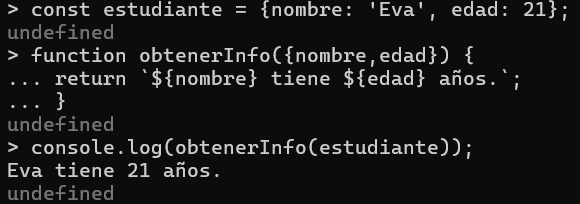 > const estudiante = {nombre: 'Eva', edad: 21};
undefined
> function obtenerInfo({nombre,edad}) {
... return `${nombre} tiene ${edad} años.`;
... }
undefined
> console.log(obtenerInfo(estudiante));
Eva tiene 21 años.
undefined